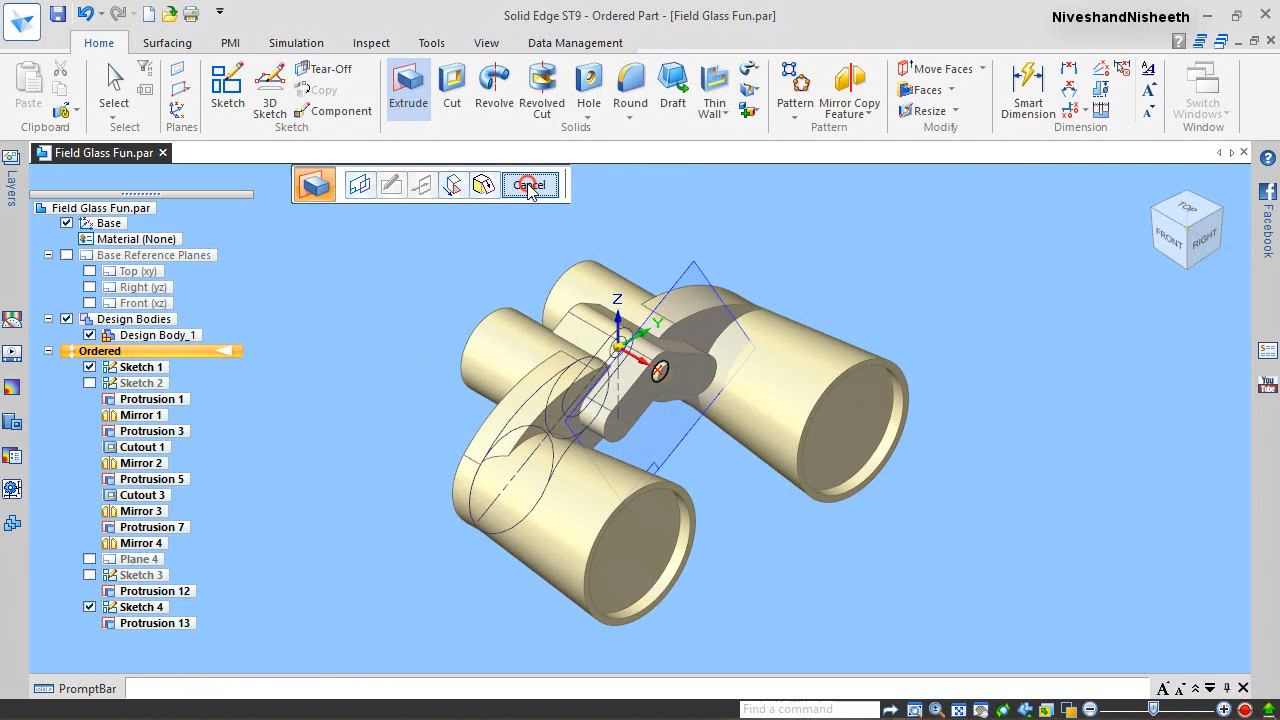 Solid Edge ST9 - Ordered Part - [Field Glass Fun.par]
NiveshandNisheeth
Home Surfacing PMI Simulation Inspect Tools View Data Management
Paste
Clipboard
Select
Select
Planes
Sketch
3D Sketch
Tear-Off
Copy
Component
Sketch
Extrude
Cut
Revolve
Revolved Cut
Hole
Round
Draft
Thin Wall
Solids
Pattern
Mirror Copy Feature
Pattern
Move Faces
Faces
Resize
Modify
Smart Dimension
Dimension
Switch Windows
Window
Field Glass Fun.par
Cancel
Layers
Field Glass Fun.par
Base
Material (None)
Base Reference Planes
Top (xy)
Right (yz)
Front (xz)
Design Bodies
Design Body_1
Ordered
Sketch 1
Sketch 2
Protrusion 1
Mirror 1
Protrusion 3
Cutout 1
Mirror 2
Protrusion 5
Cutout 3
Mirror 3
Protrusion 7
Mirror 4
Plane 4
Sketch 3
Protrusion 12
Sketch 4
Protrusion 13
Z
Y
X
TOP
FRONT
RIGHT
Facebook
You Tube
PromptBar
Find a command